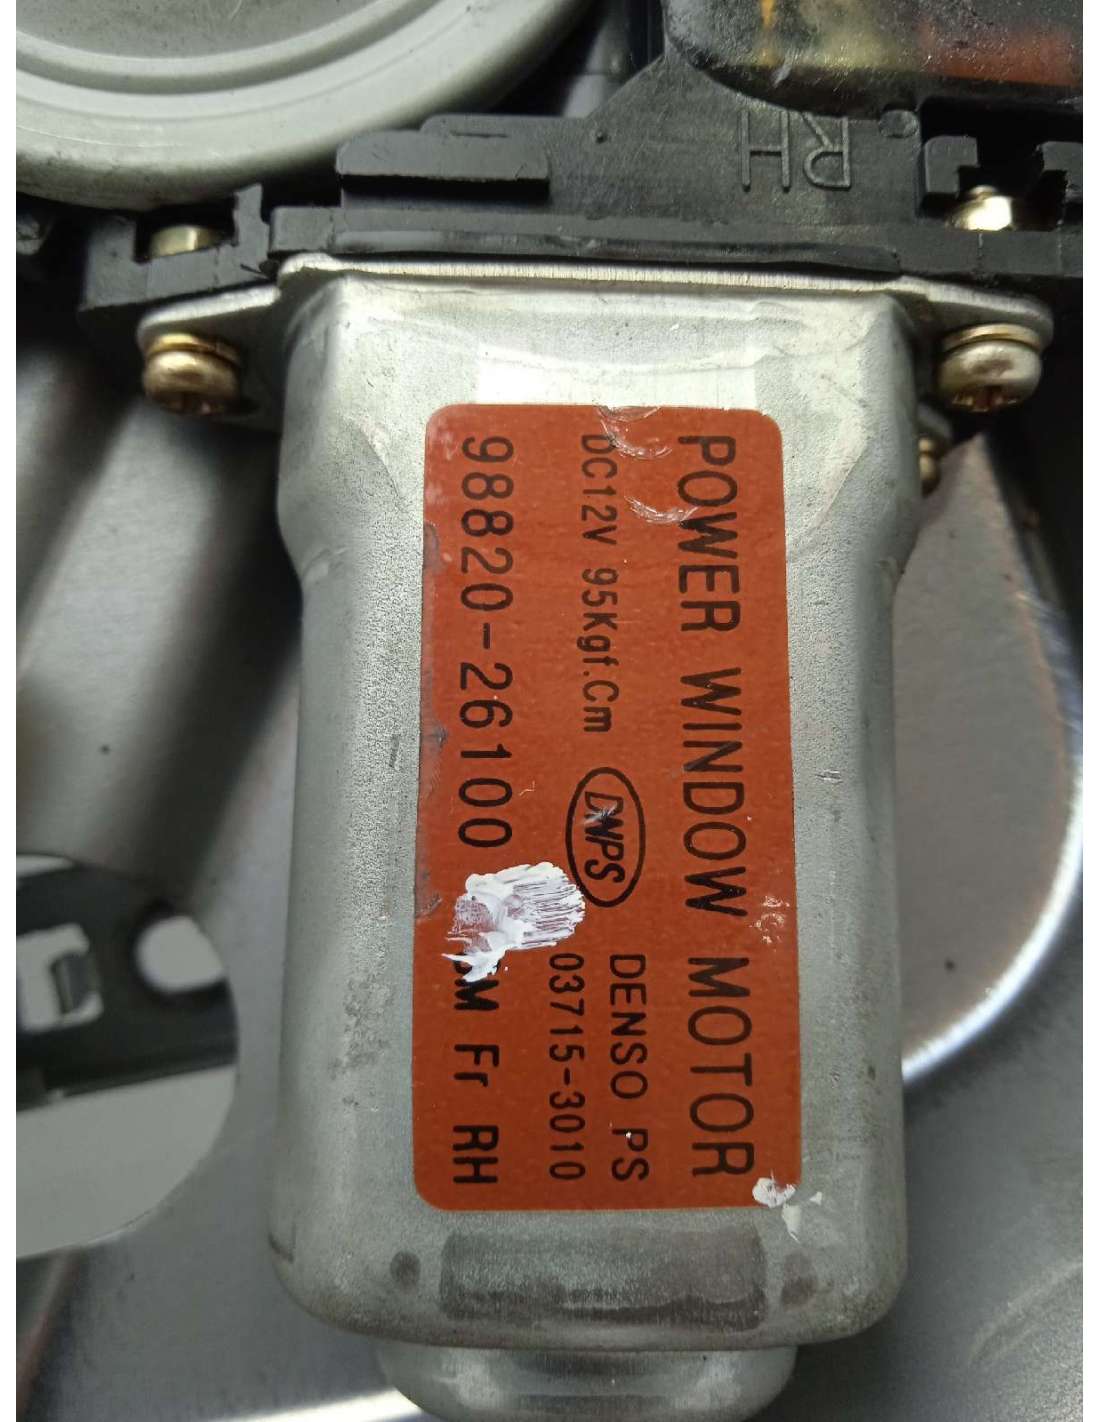 RH
POWER WINDOW MOTOR
DC12V 95Kgf.Cm
DNPS
DENSO PS
03715-3010
98820-26100
Fr RH